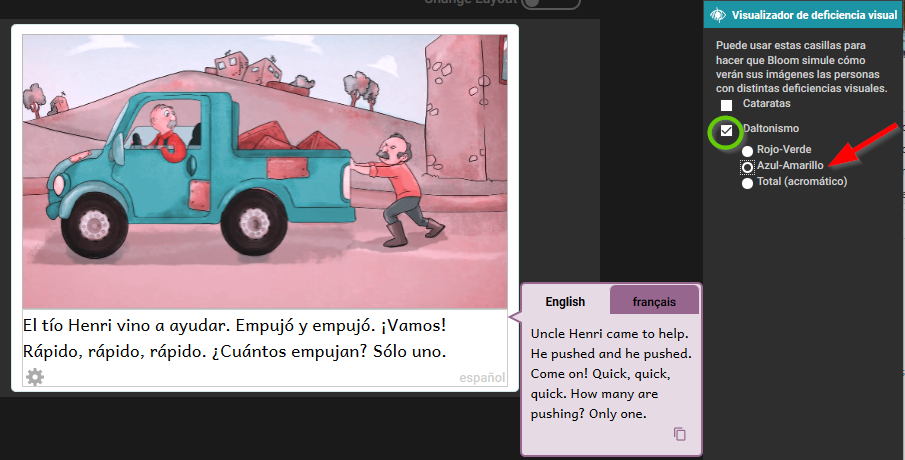 Change Layout
El tío Henri vino a ayudar. Empujó y empujó. ¡Vamos!
Rápido, rápido, rápido. ¿Cuántos empujan? Sólo uno.
español
English
français
Uncle Henri came to help.
He pushed and he pushed.
Come on! Quick, quick,
quick. How many are
pushing? Only one.
Visualizador de deficiencia visual
Puede usar estas casillas para
hacer que Bloom simule cómo
verán sus imágenes las personas
con distintas deficiencias visuales.
Cataratas
Daltonismo
Rojo-Verde
Azul-Amarillo
Total (acromático)